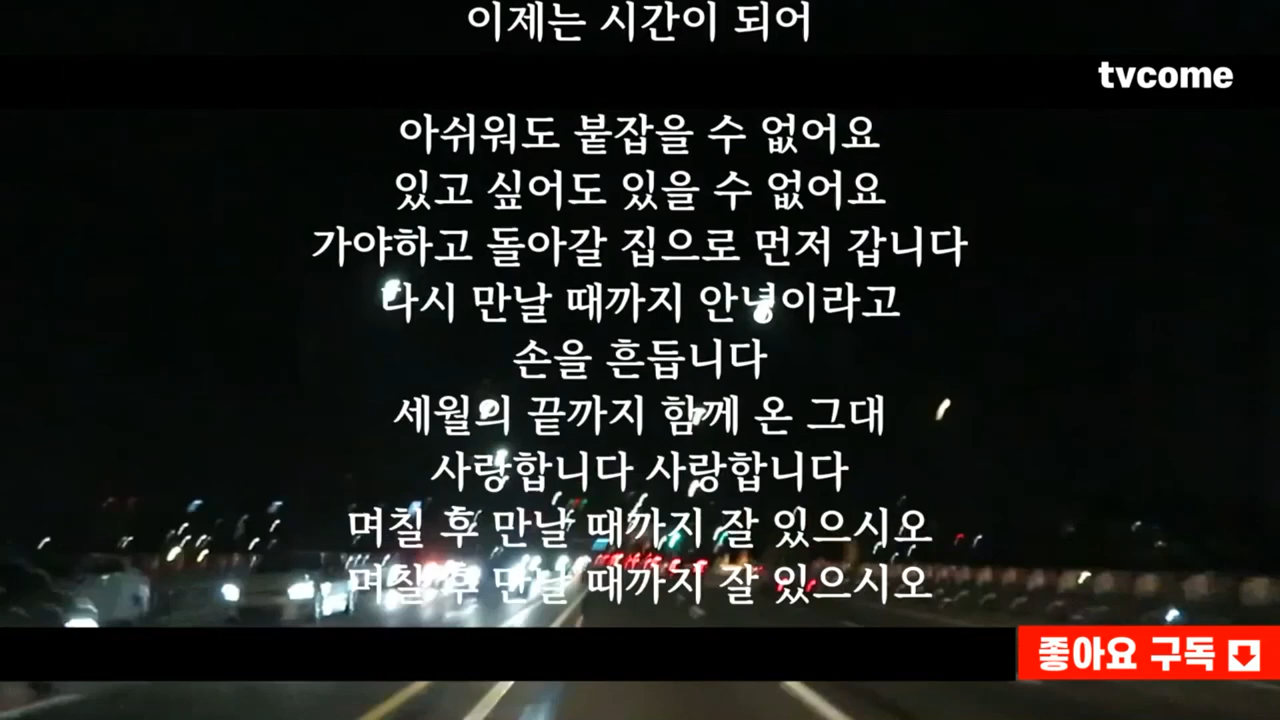 이제는 시간이 되어
tvcome
아쉬워도 붙잡을 수 없어요
있고 싶어도 있을 수 없어요
가야하고 돌아갈 집으로 먼저 갑니다
다시 만날 때까지 안녕이라고
손을 흔듭니다
세월의 끝까지 함께 온 그대
사랑합니다 사랑합니다
며칠 후 만날 때까지 잘 있으시오
며칠 후 만날 때까지 잘 있으시오
좋아요 구독